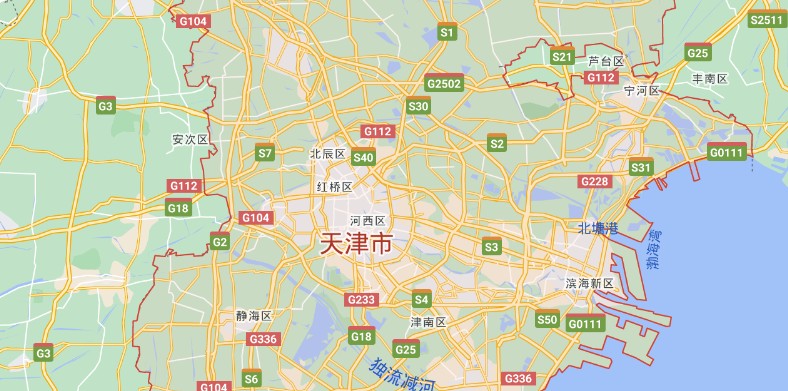 G104
S1
S2511
S21
芦台区
G25
G112
丰南区
G2502
宁河区
G3
S30
G112
安次区
S2
S7
北辰区
S40
G0111
S31
G112
红桥区
G228
G18
G104
河西区
北塘港
G2
天津市
S3
渤海湾
滨海新区
G233
S4
静海区
津南区
S50
G0111
G18
G336
G25
G3
独流减河
S6
G336
G104